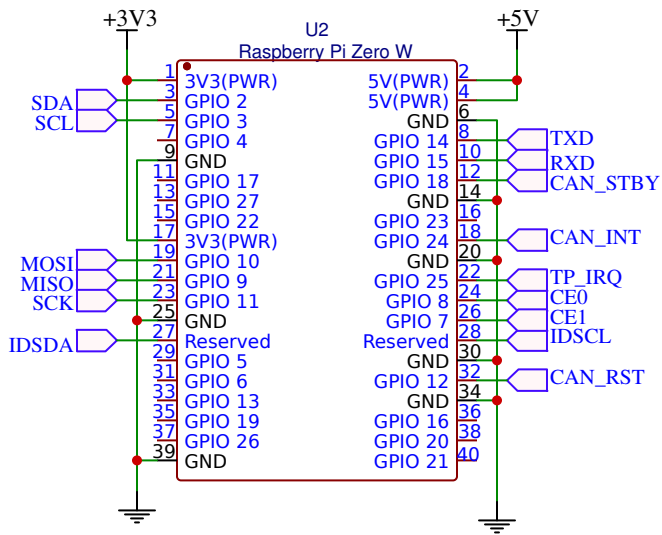 +3V3
+5V
U2
Raspberry Pi Zero W
1 3V3(PWR) 5V(PWR) 2
SDA 3 GPIO 2 5V(PWR) 4
SCL 5 GPIO 3 GND 6
7 GPIO 4 GPIO 14 8 TXD
9 GND GPIO 15 10 RXD
11 GPIO 17 GPIO 18 12 CAN_STBY
13 GPIO 27 GND 14
15 GPIO 22 GPIO 23 16
17 3V3(PWR) GPIO 24 18 CAN_INT
MOSI 19 GPIO 10 GND 20
MISO 21 GPIO 9 GPIO 25 22 TP_IRQ
SCK 23 GPIO 11 GPIO 8 24 CE0
25 GND GPIO 7 26 CE1
IDSDA 27 Reserved Reserved 28 IDSCL
29 GPIO 5 GND 30
31 GPIO 6 GPIO 12 32 CAN_RST
33 GPIO 13 GND 34
35 GPIO 19 GPIO 16 36
37 GPIO 26 GPIO 20 38
39 GND GPIO 21 40